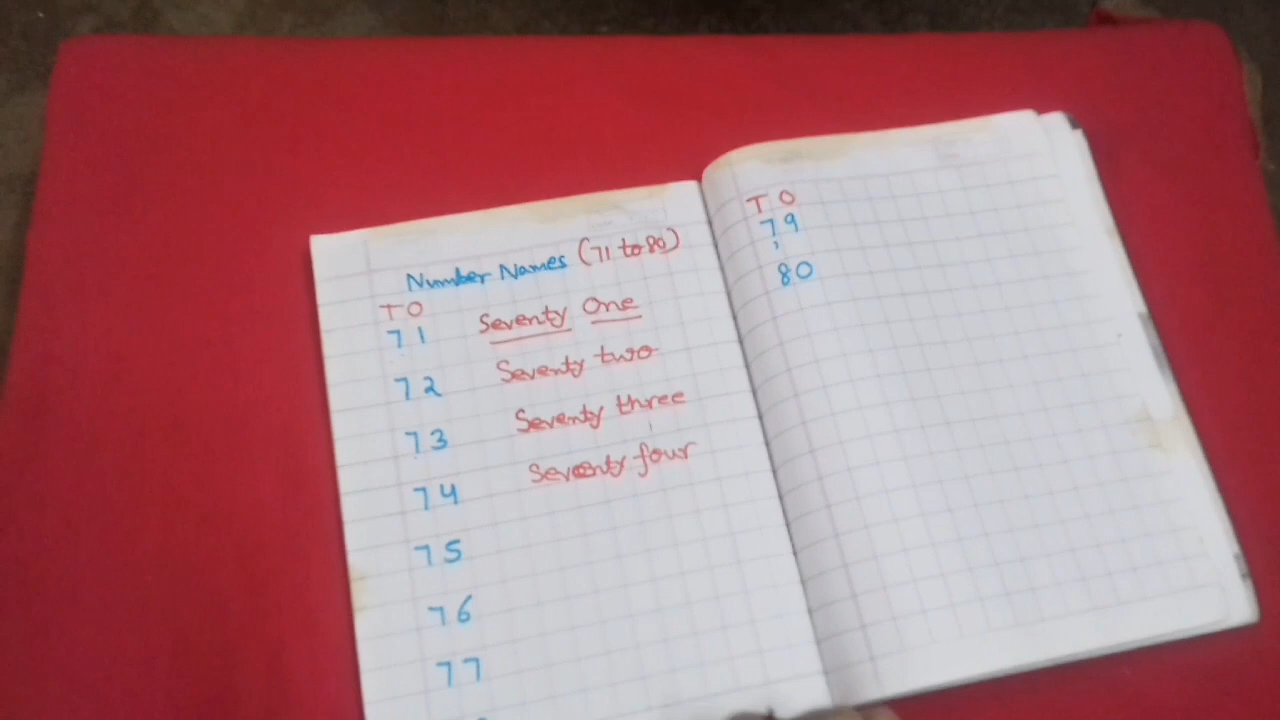 Number Names (71 to 80)
T O
71 Seventy One
72 Seventy two
73 Seventy three
74 Seventy four
75
76
77
T O
79
80